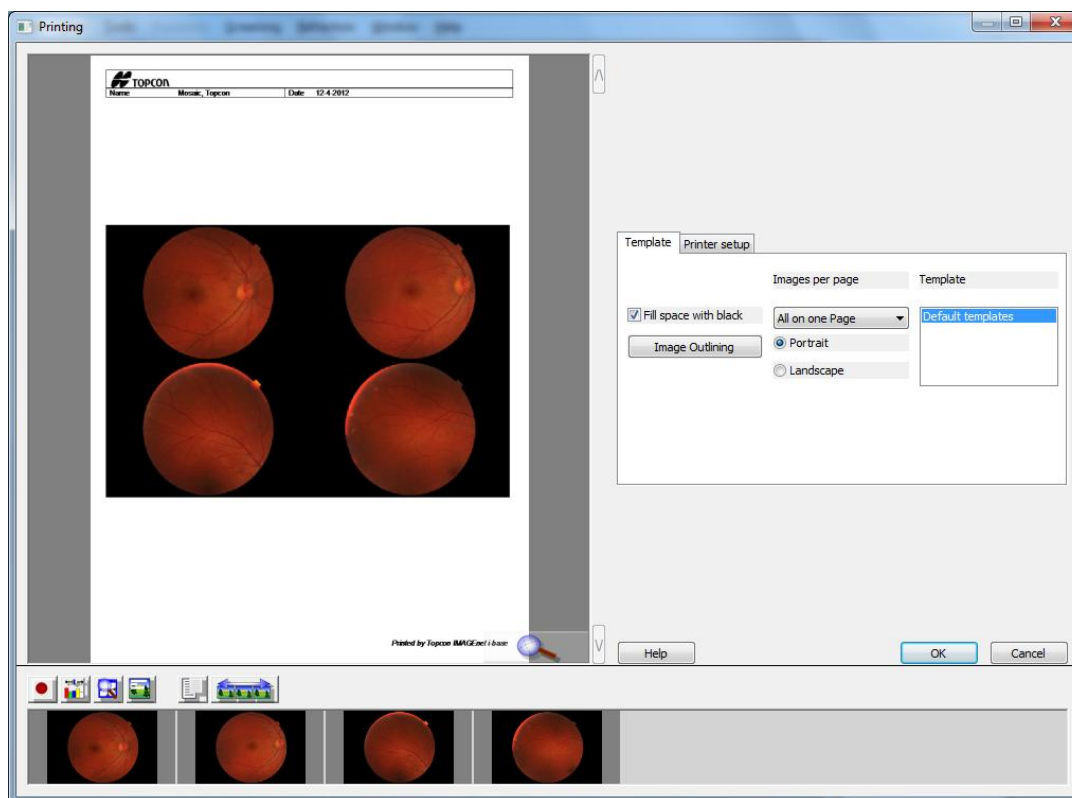 Printing
TOPCON
Name Mosaic, Topcon Date 12-4-2012
Printed by Topcon IMAGEnet i-base
Template Printer setup
Images per page Template
Fill space with black All on one Page Default templates
Image Outlining Portrait
Landscape
Help OK Cancel